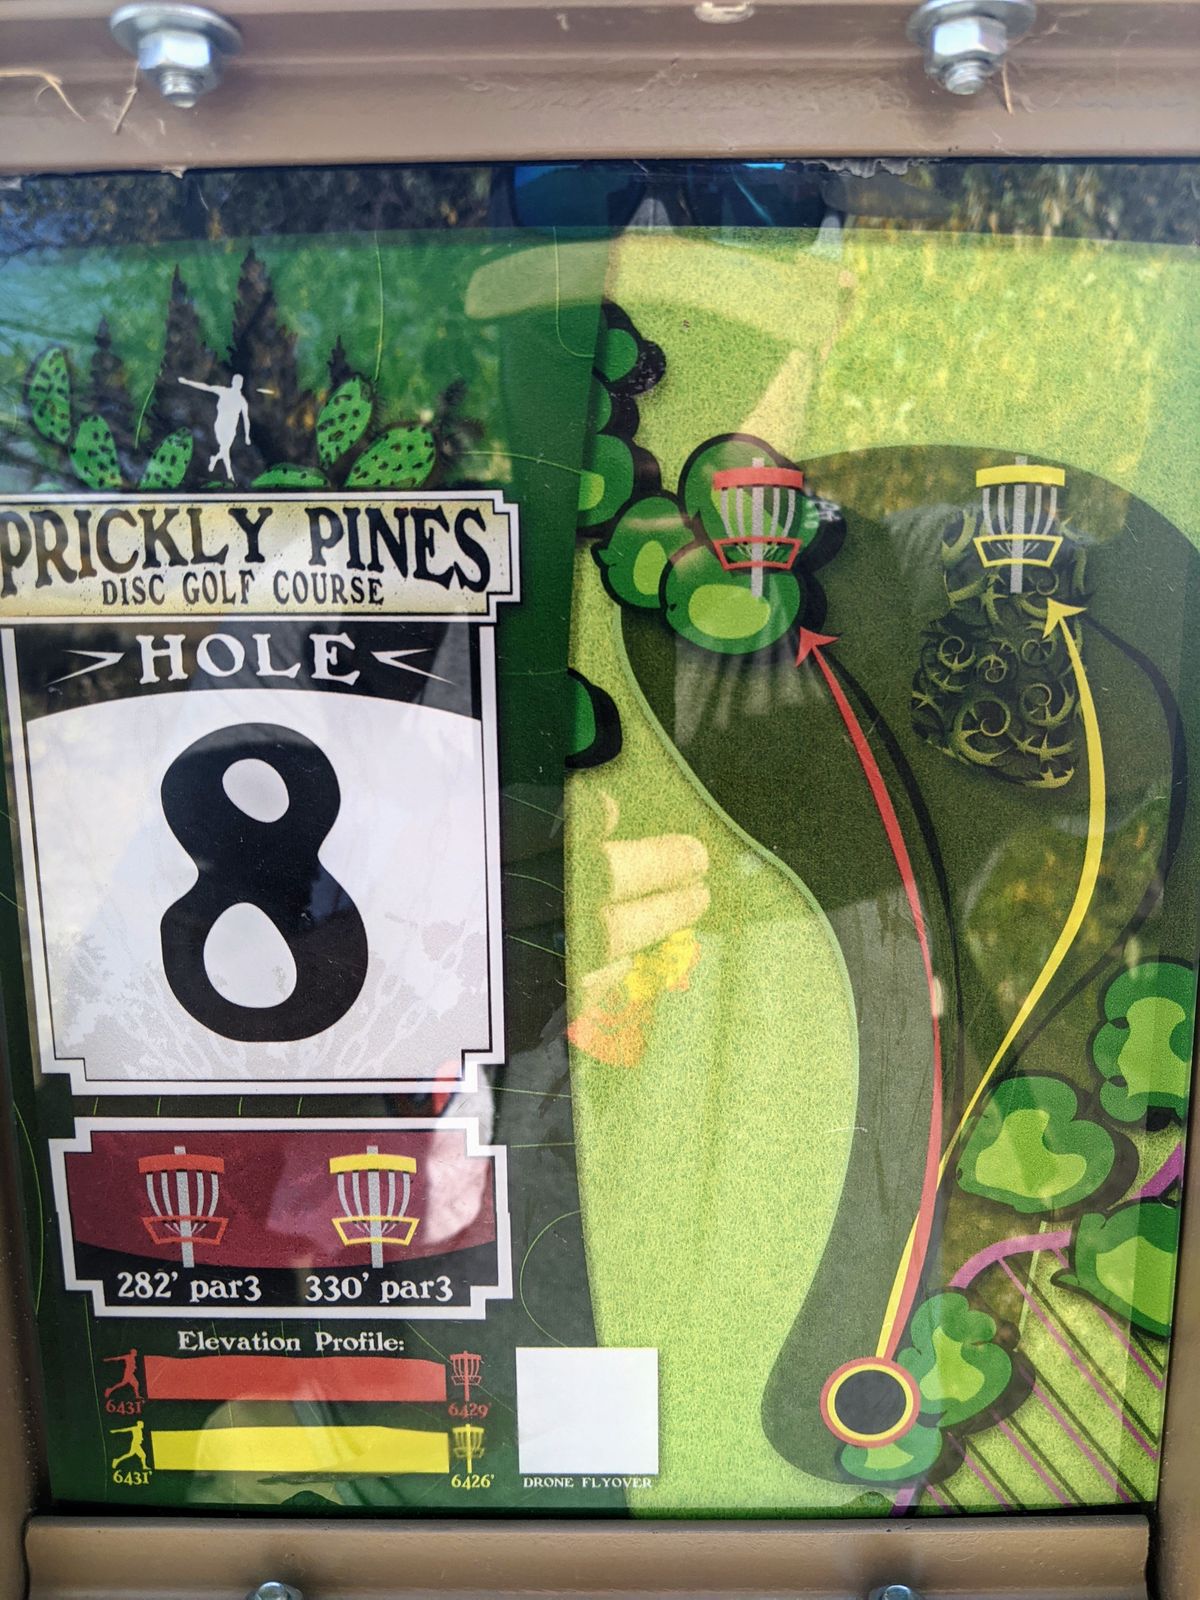 PRICKLY PINES
DISC GOLF COURSE
HOLE
8
282' par3 330' par3
Elevation Profile:
6431' 6429'
6431' 6426'
DRONE FLYOVER